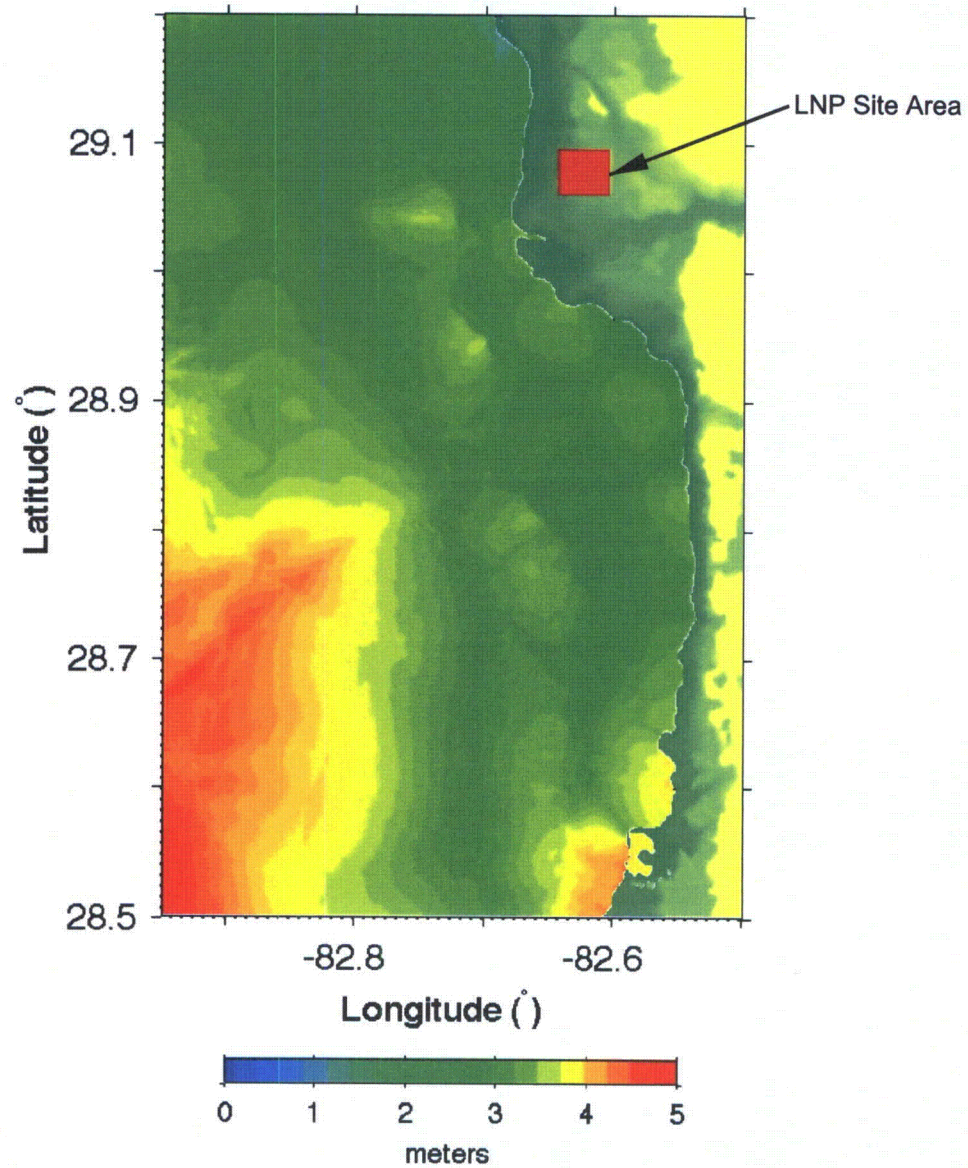 LNP Site Area
29.1
28.9
28.7
28.5
Latitude (°)
-82.8 -82.6
Longitude (°)
0 1 2 3 4 5
meters